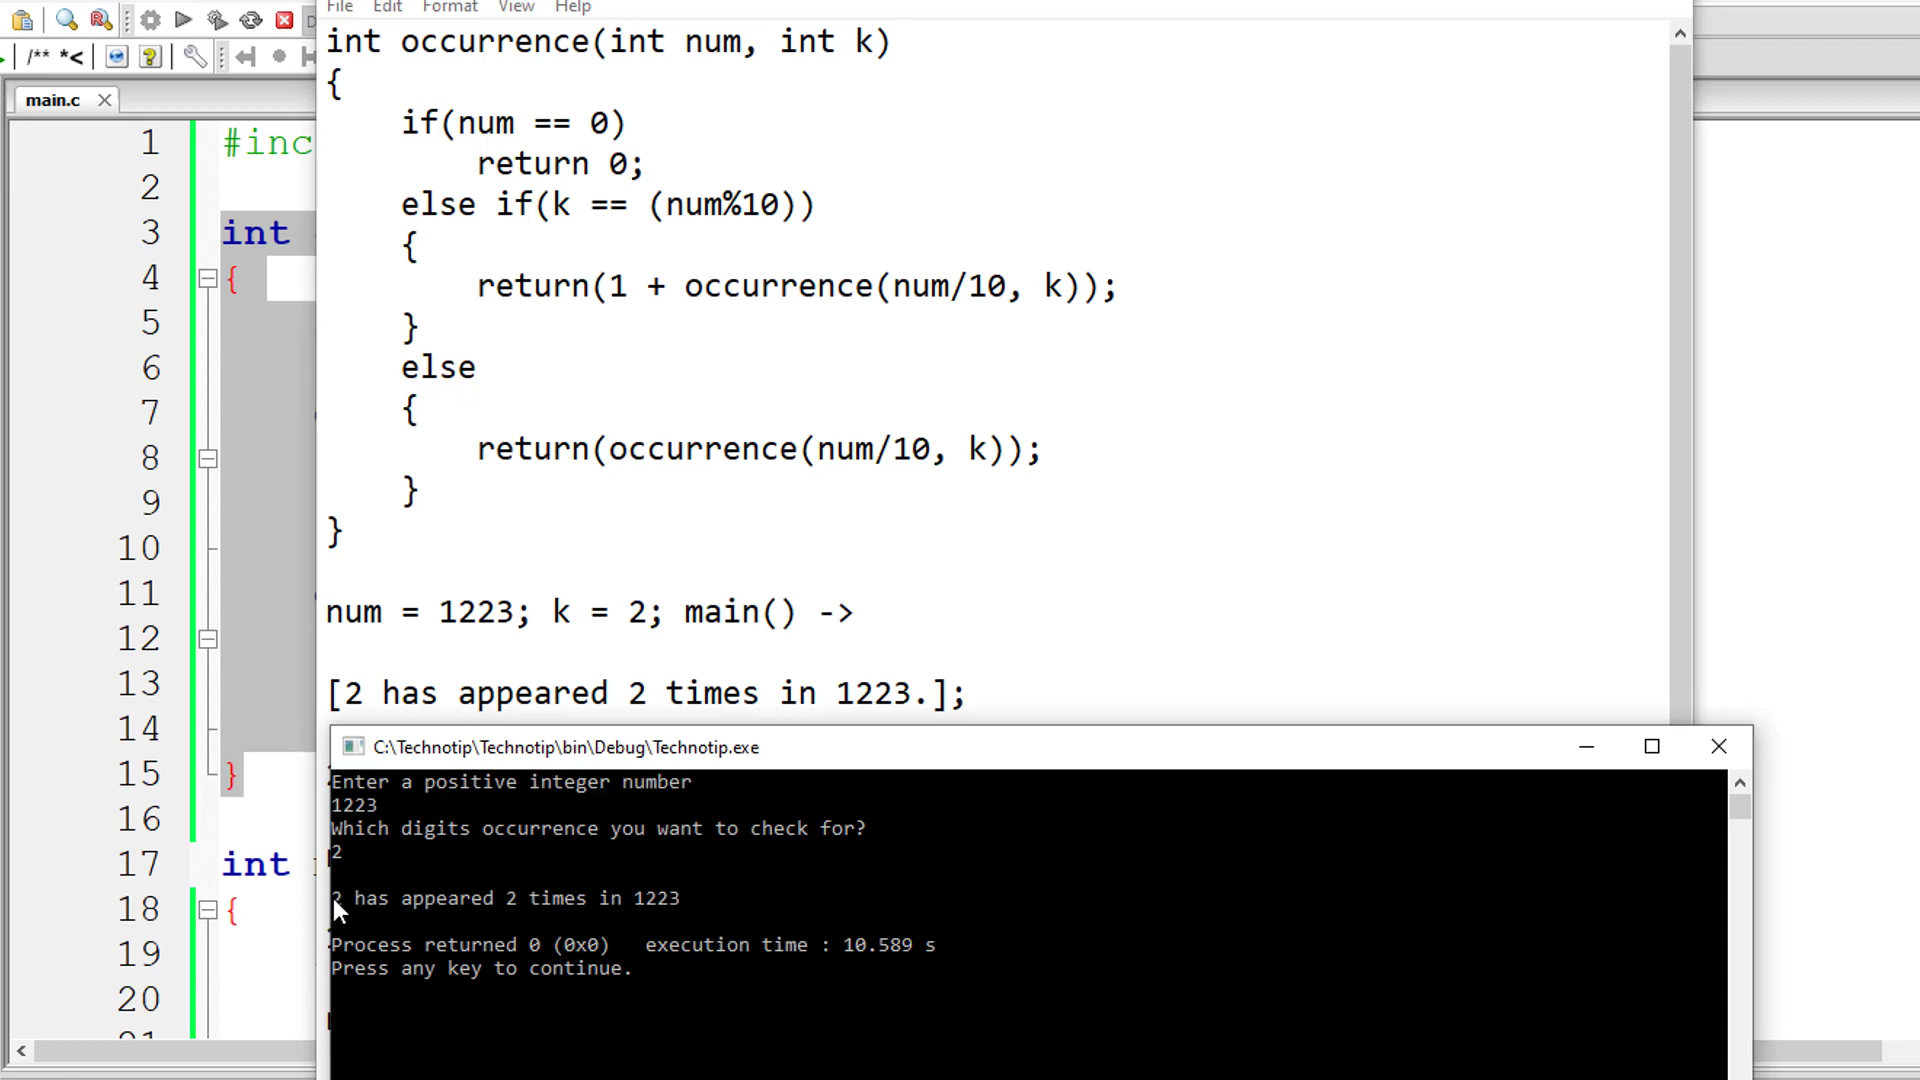 File Edit Format View Help
/** *<
main.c
1 #inc
2
3 int
4 {
5
6
7
8
9
10
11
12
13
14
15 }
16
17 int
18 {
19
20
int occurrence(int num, int k)
{
if(num == 0)
return 0;
else if(k == (num%10))
{
return(1 + occurrence(num/10, k));
}
else
{
return(occurrence(num/10, k));
}
}
num = 1223; k = 2; main() ->
[2 has appeared 2 times in 1223.];
C:\Technotip\Technotip\bin\Debug\Technotip.exe
Enter a positive integer number
1223
Which digits occurrence you want to check for?
2
2 has appeared 2 times in 1223
Process returned 0 (0x0) execution time : 10.589 s
Press any key to continue.